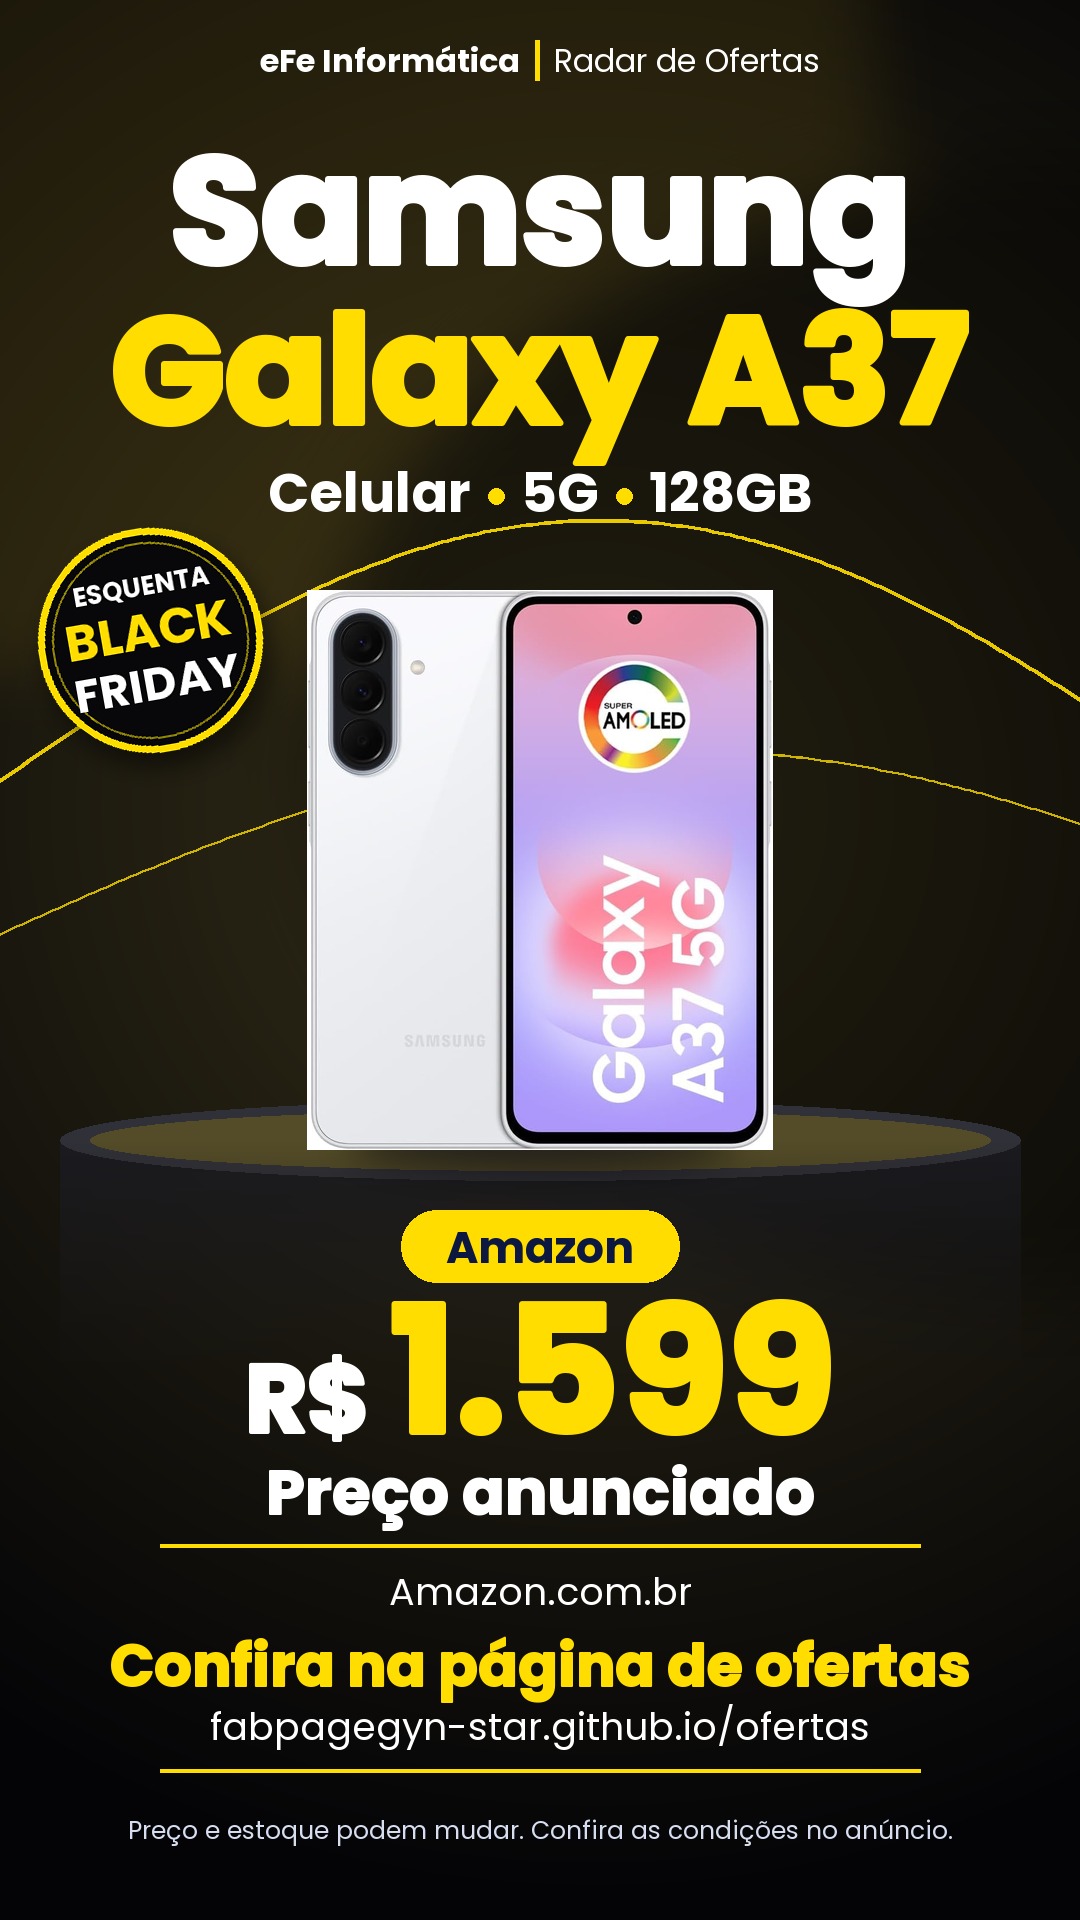 eFe Informática | Radar de Ofertas
Samsung
Galaxy A37
Celular • 5G • 128GB
ESQUENTA
BLACK
FRIDAY
SUPER
AMOLED
Galaxy
A37 5G
SAMSUNG
Amazon
R$ 1.599
Preço anunciado
Amazon.com.br
Confira na página de ofertas
fabpagegyn-star.github.io/ofertas
Preço e estoque podem mudar. Confira as condições no anúncio.